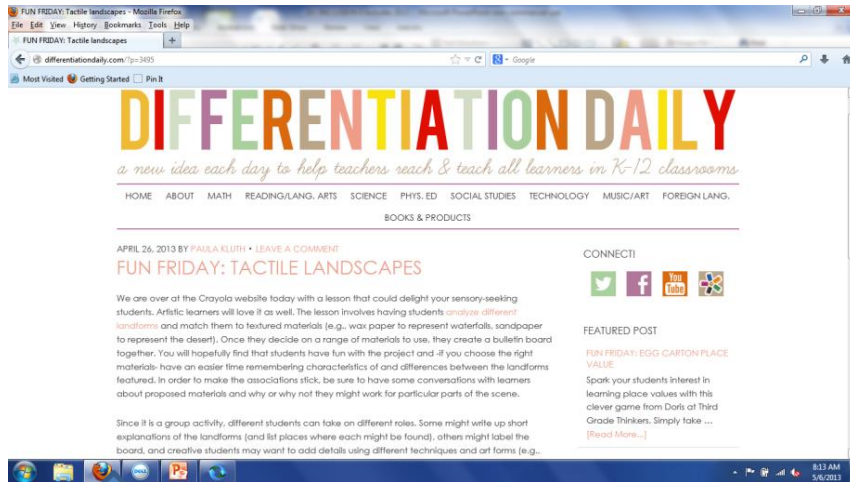 FUN FRIDAY: Tactile landscapes - Mozilla Firefox
File Edit View History Bookmarks Tools Help
FUN FRIDAY: Tactile landscapes +
differentiationdaily.com/?p=3495
Google
Most Visited Getting Started Pin It
DIFFERENTIATION DAILY
a new idea each day to help teachers reach & teach all learners in K-12 classrooms
HOME ABOUT MATH READING/LANG. ARTS SCIENCE PHYS. ED SOCIAL STUDIES TECHNOLOGY MUSIC/ART FOREIGN LANG.
BOOKS & PRODUCTS
APRIL 26, 2013 BY PAULA KLUTH • LEAVE A COMMENT
FUN FRIDAY: TACTILE LANDSCAPES
We are over at the Crayola website today with a lesson that could delight your sensory-seeking
students. Artistic learners will love it as well. The lesson involves having students analyze different
landforms and match them to textured materials (e.g., wax paper to represent waterfalls, sandpaper
to represent the desert). Once they decide on a range of materials to use, they create a bulletin board
together. You will hopefully find that students have fun with the project and -if you choose the right
materials- have an easier time remembering characteristics of and differences between the landforms
featured. In order to make the associations stick, be sure to have some conversations with learners
about proposed materials and why or why not they might work for particular parts of the scene.
Since it is a group activity, different students can take on different roles. Some might write up short
explanations of the landforms (and list places where each might be found), others might label the
board, and creative students may want to add details using different techniques and art forms (e.g.,
CONNECT!
You
Tube
FEATURED POST
FUN FRIDAY: EGG CARTON PLACE
VALUE
Spark your students interest in
learning place values with this
clever game from Doris at Third
Grade Thinkers. Simply take ...
[Read More...]
DELL
8:13 AM
5/6/2013